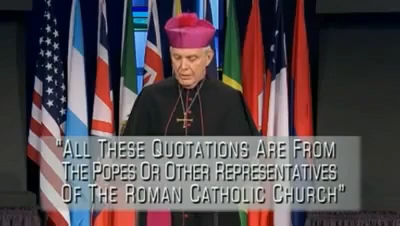 "All These Quotations Are From
The Popes Or Other Representatives
Of The Roman Catholic Church"